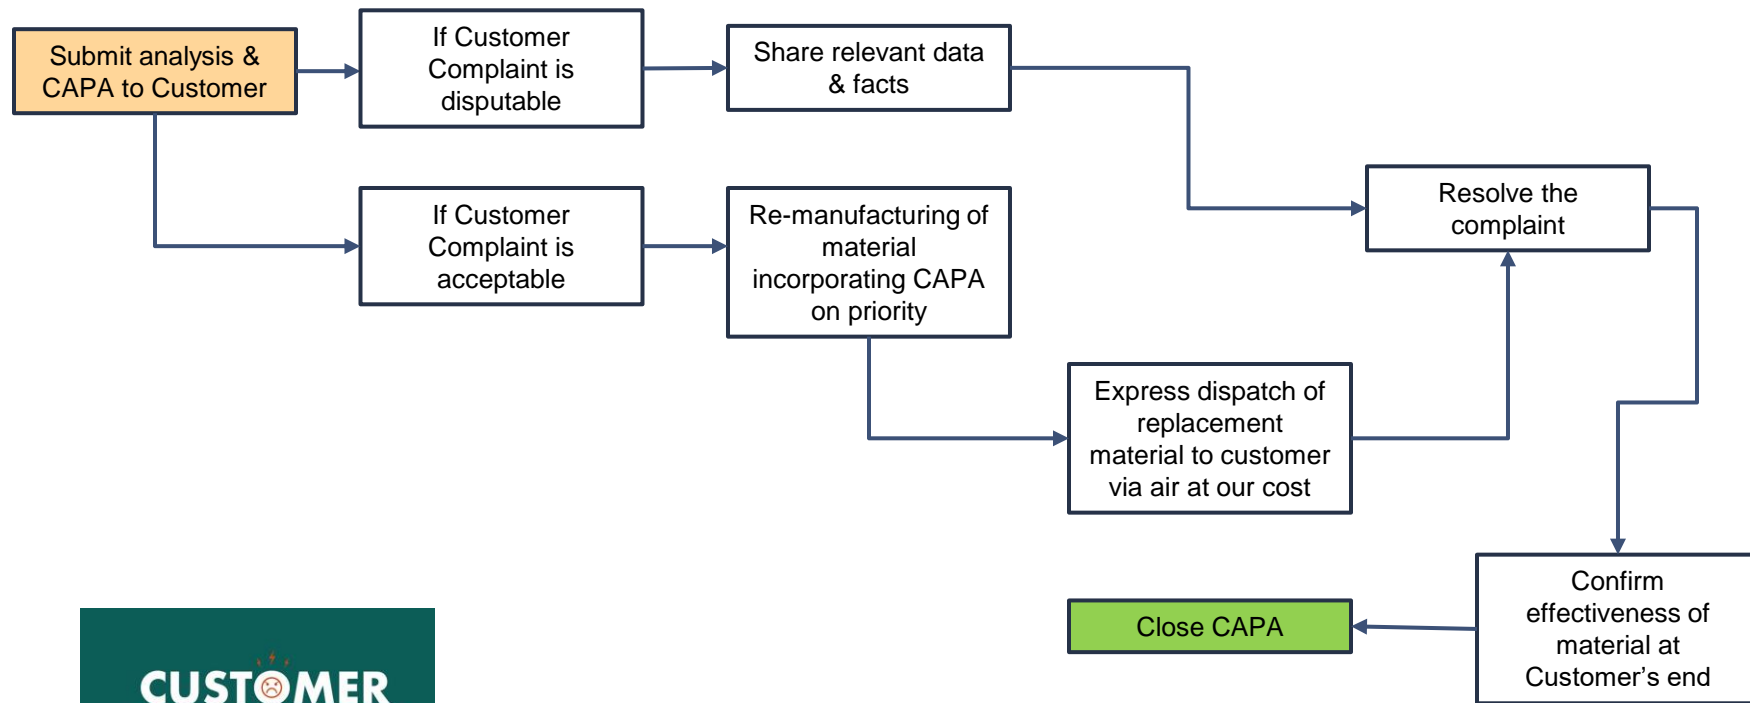 Submit analysis &
CAPA to Customer
If Customer
Complaint is
disputable
Share relevant data
& facts
If Customer
Complaint is
acceptable
Re-manufacturing of
material
incorporating CAPA
on priority
Resolve the
complaint
Express dispatch of
replacement
material to customer
via air at our cost
Confirm
effectiveness of
material at
Customer’s end
Close CAPA
CUSTOMER